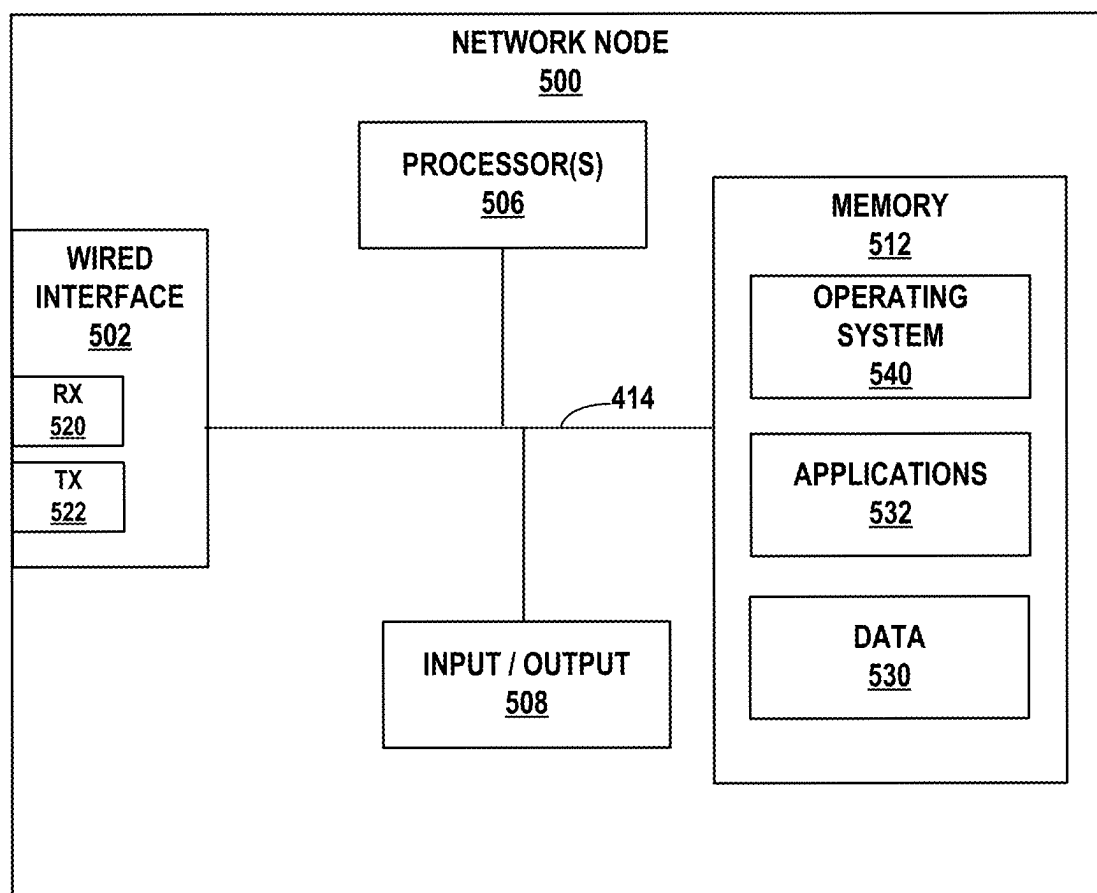 NETWORK NODE
500
PROCESSOR(S)
506
WIRED
INTERFACE
502
RX
520
TX
522
414
MEMORY
512
OPERATING
SYSTEM
540
APPLICATIONS
532
DATA
530
INPUT / OUTPUT
508